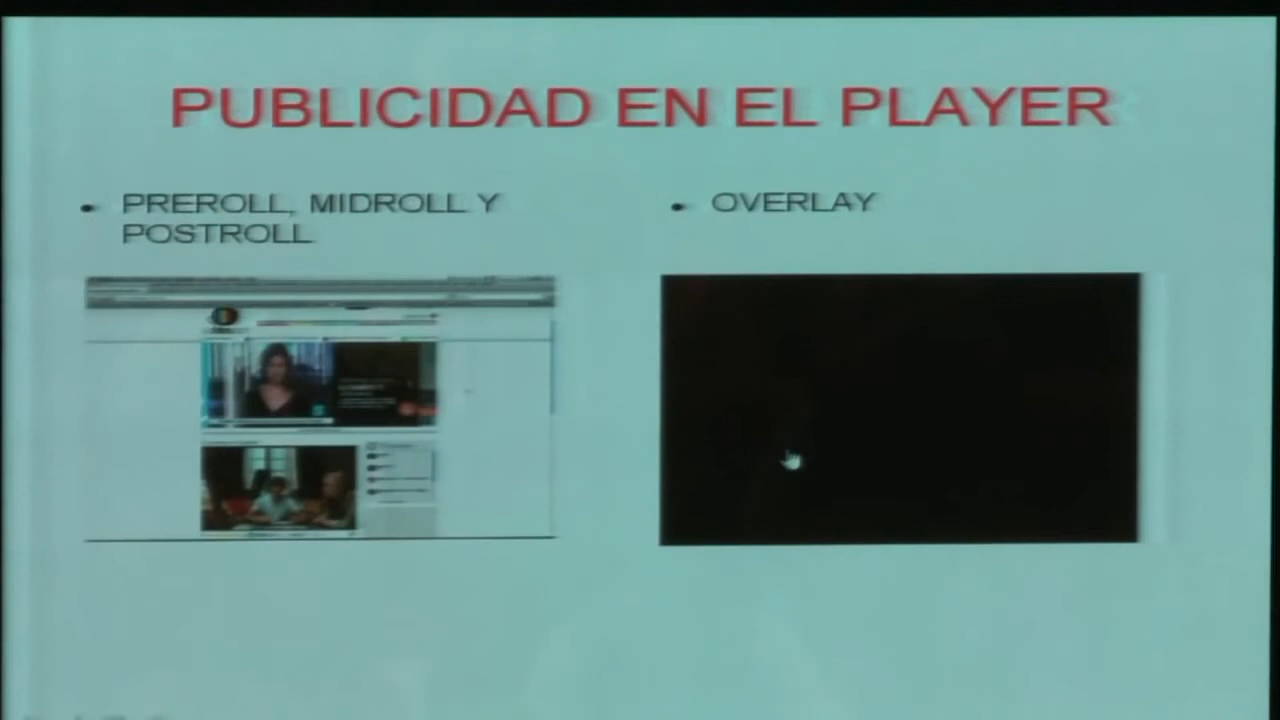 PUBLICIDAD EN EL PLAYER
• PREROLL, MIDROLL Y
POSTROLL
• OVERLAY